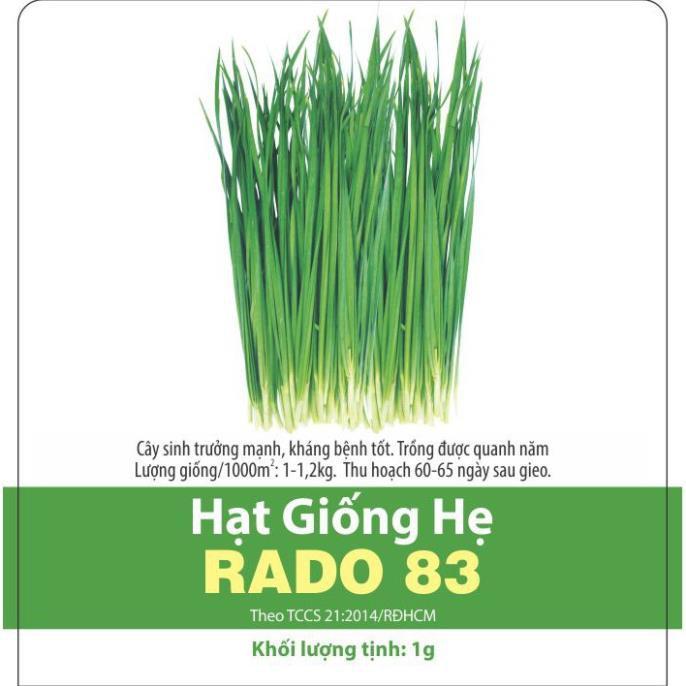 Cây sinh trưởng mạnh, kháng bệnh tốt. Trồng được quanh năm
Lượng giống/1000m²: 1-1,2kg. Thu hoạch 60-65 ngày sau gieo.
Hạt Giống Hẹ
RADO 83
Theo TCCS 21:2014/RĐHCM
Khối lượng tịnh: 1g